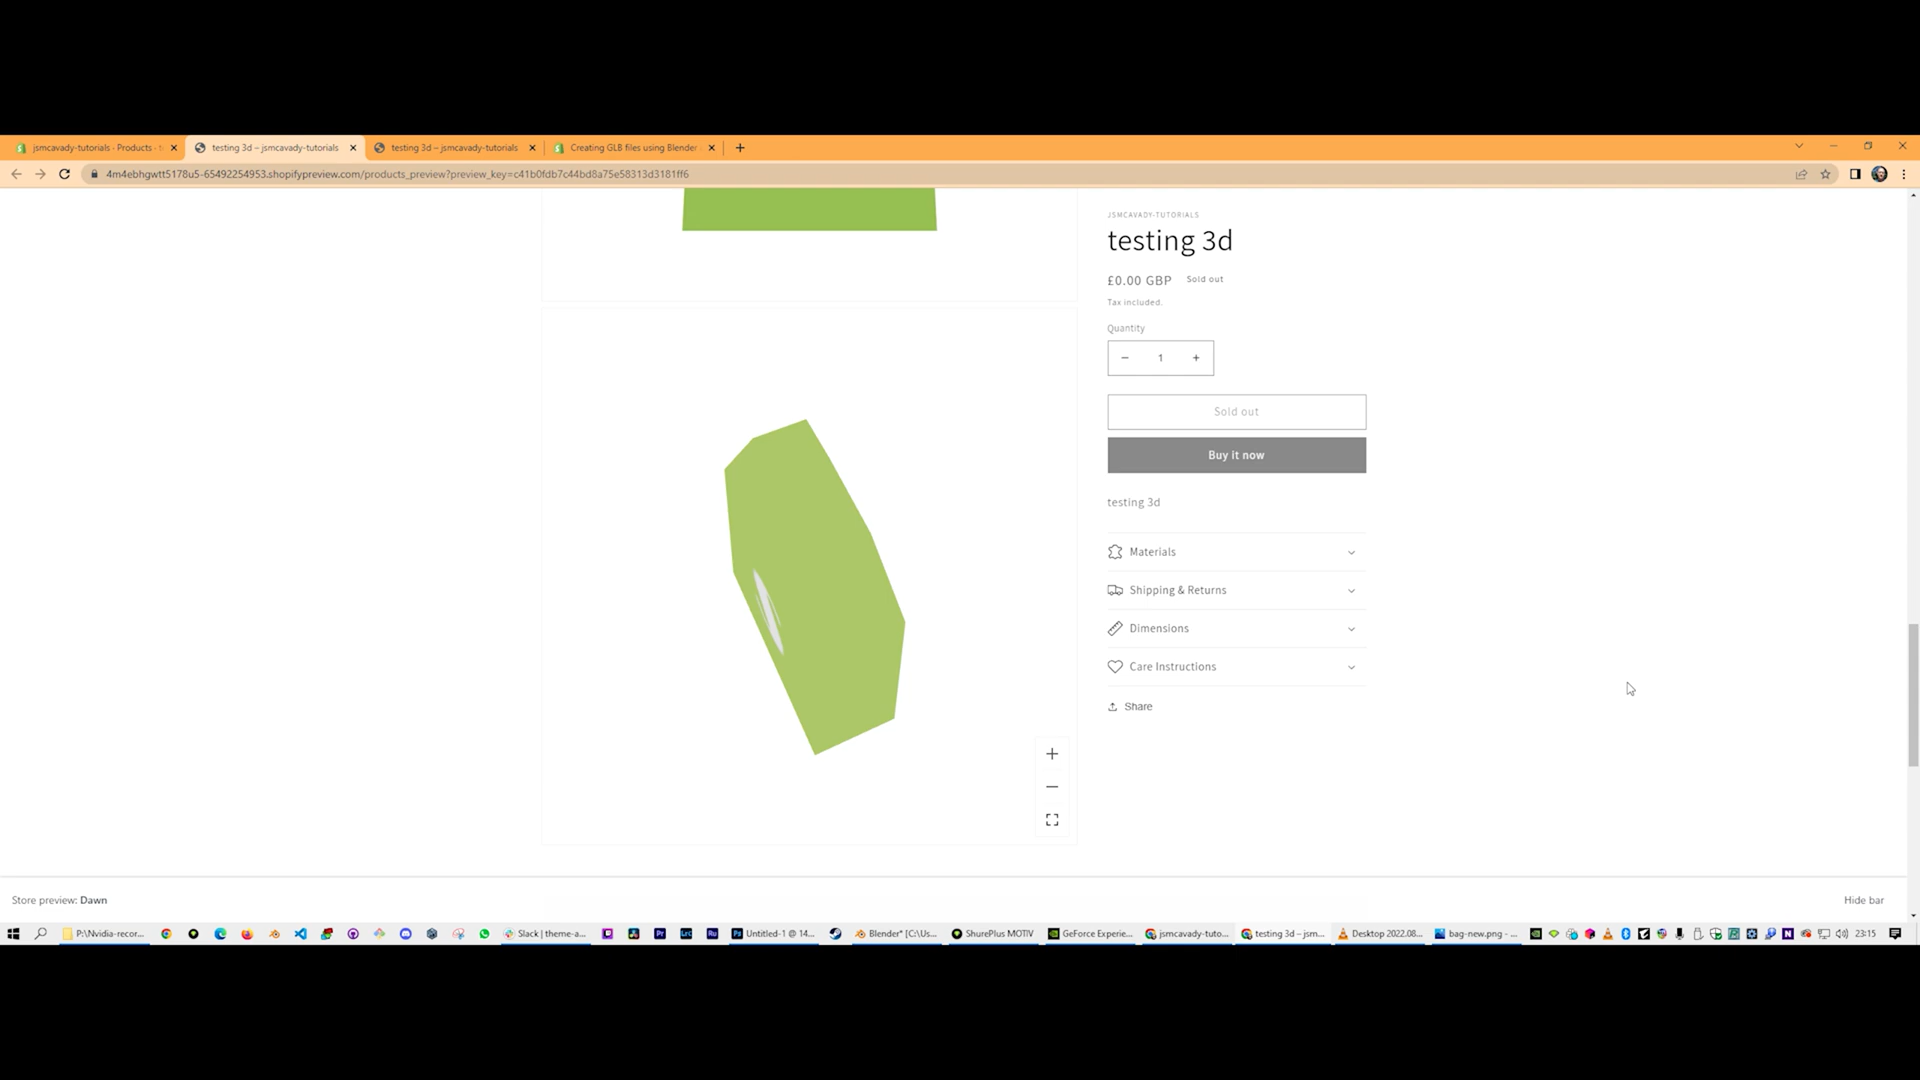 jsmcavady-tutorials - Products · t
testing 3d – jsmcavady-tutorials
testing 3d – jsmcavady-tutorials
Creating GLB files using Blender
4m4ebhgwtt5178u5-65492254953.shopifypreview.com/products_preview?preview_key=c41b0fdb7c44bd8a75e58313d3181ff6
JSMCAVADY-TUTORIALS
testing 3d
£0.00 GBP Sold out
Tax included.
Quantity
− 1 +
Sold out
Buy it now
testing 3d
Materials
Shipping & Returns
Dimensions
Care Instructions
Share
Store preview: Dawn
Hide bar
P:\Nvidia-recor...
Slack | theme-a...
Untitled-1 @ 14...
Blender* [C:\Us...
ShurePlus MOTIV
GeForce Experie...
jsmcavady-tuto...
testing 3d – jsm...
Desktop 2022.08...
bag-new.png - ...
23:15